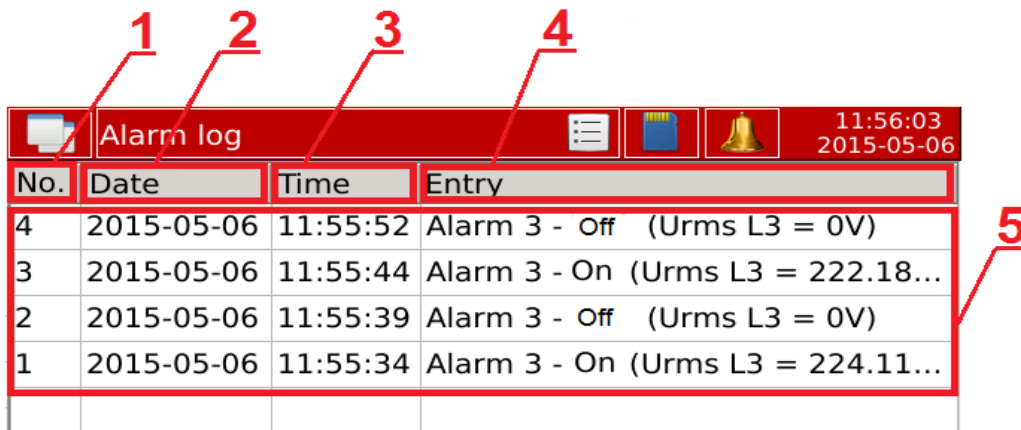 1 2 3 4
Alarm log 11:56:03
2015-05-06
No. Date Time Entry
4 2015-05-06 11:55:52 Alarm 3 - Off (Urms L3 = 0V)
5
3 2015-05-06 11:55:44 Alarm 3 - On (Urms L3 = 222.18...
2 2015-05-06 11:55:39 Alarm 3 - Off (Urms L3 = 0V)
1 2015-05-06 11:55:34 Alarm 3 - On (Urms L3 = 224.11...